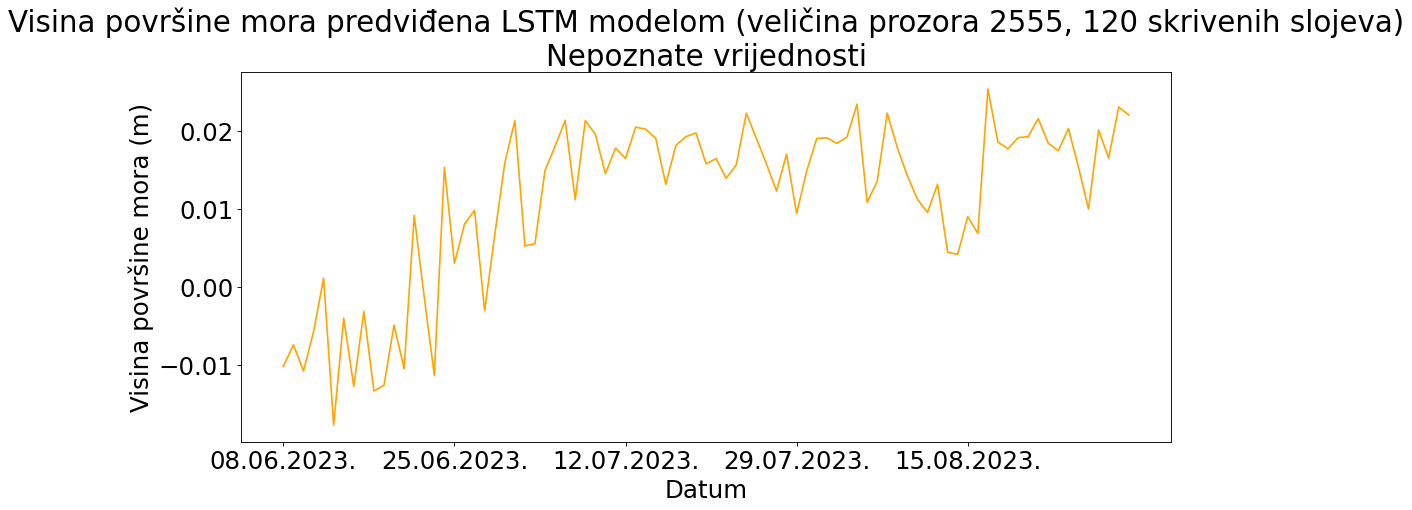 Visina površine mora predviđena LSTM modelom (veličina prozora 2555, 120 skrivenih slojeva)
Nepoznate vrijednosti
Visina površine mora (m)
0.02
0.01
0.00
−0.01
08.06.2023. 25.06.2023. 12.07.2023. 29.07.2023. 15.08.2023.
Datum